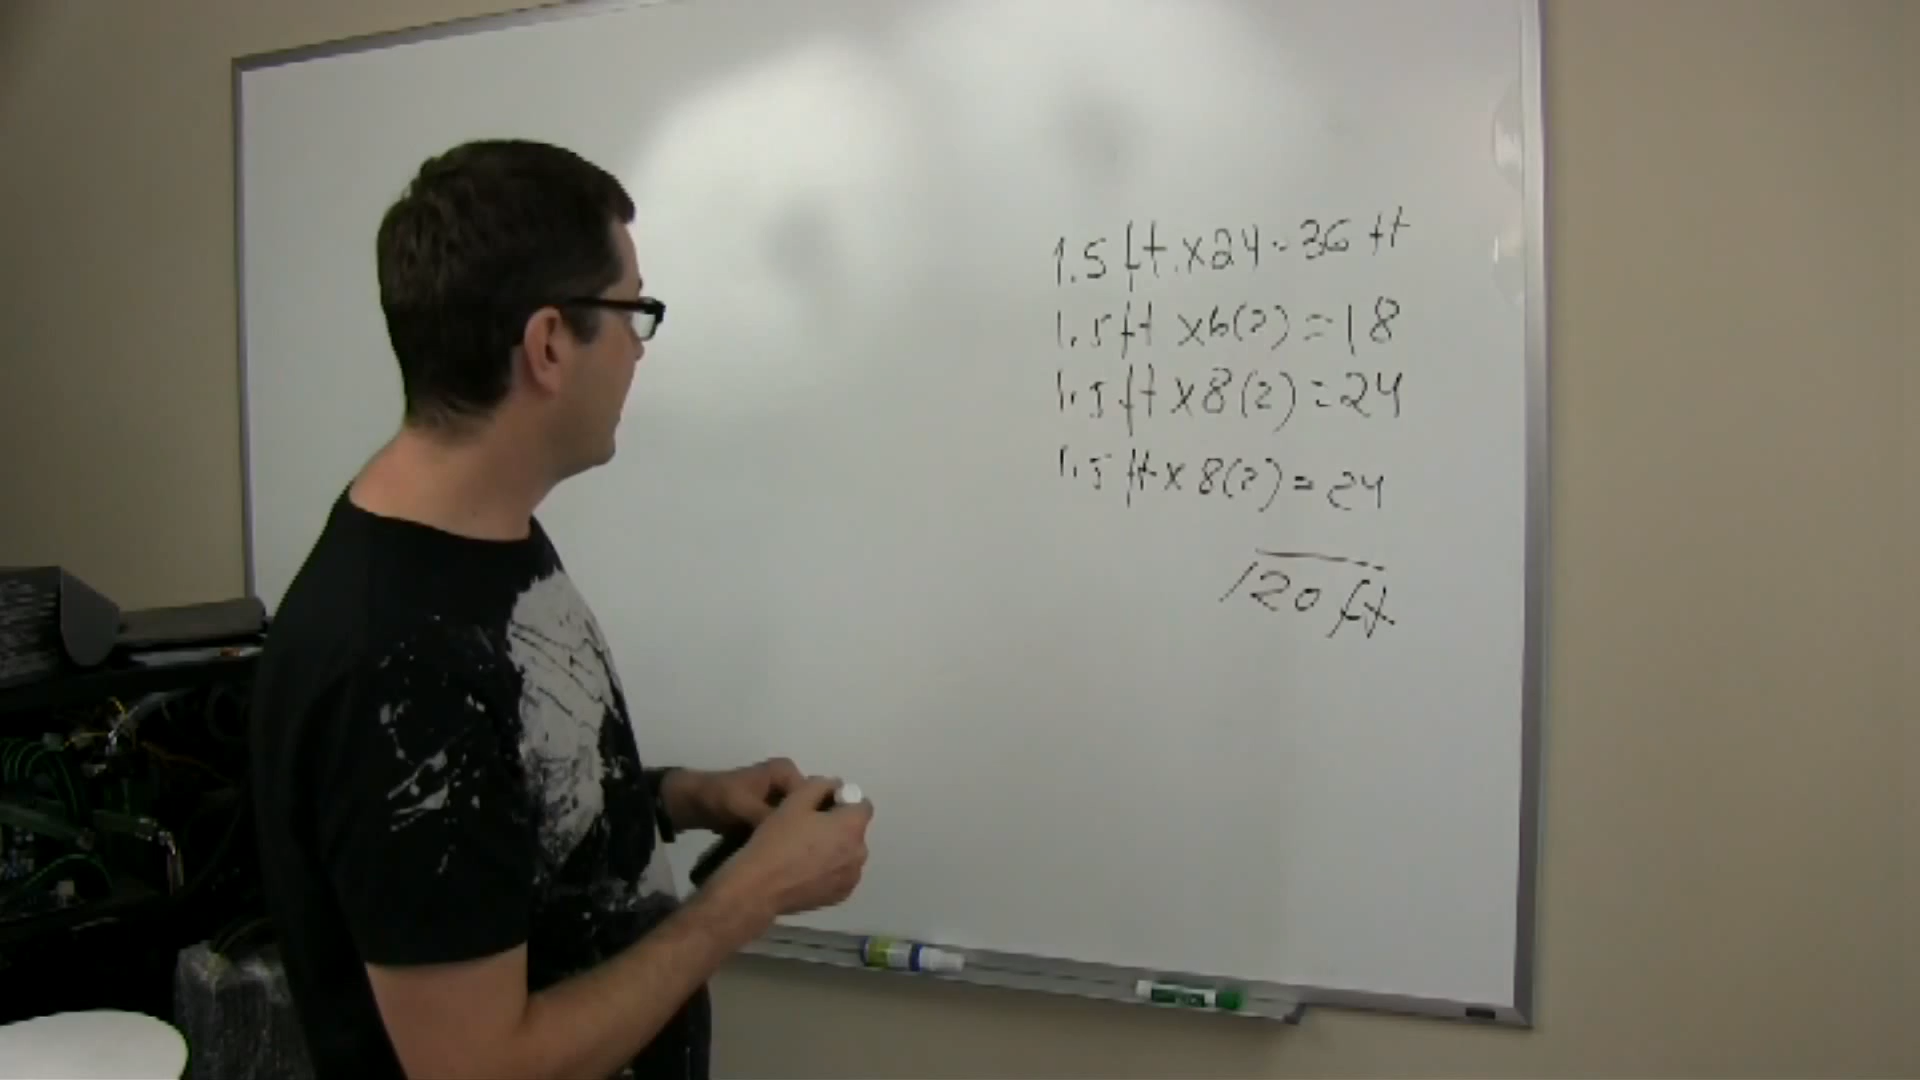 1.5 ft. x 24 - 36 ft
1.5 ft x 6(2) = 18
1.5 ft x 8(2) = 24
1.5 ft x 8(2) = 24
120 ft